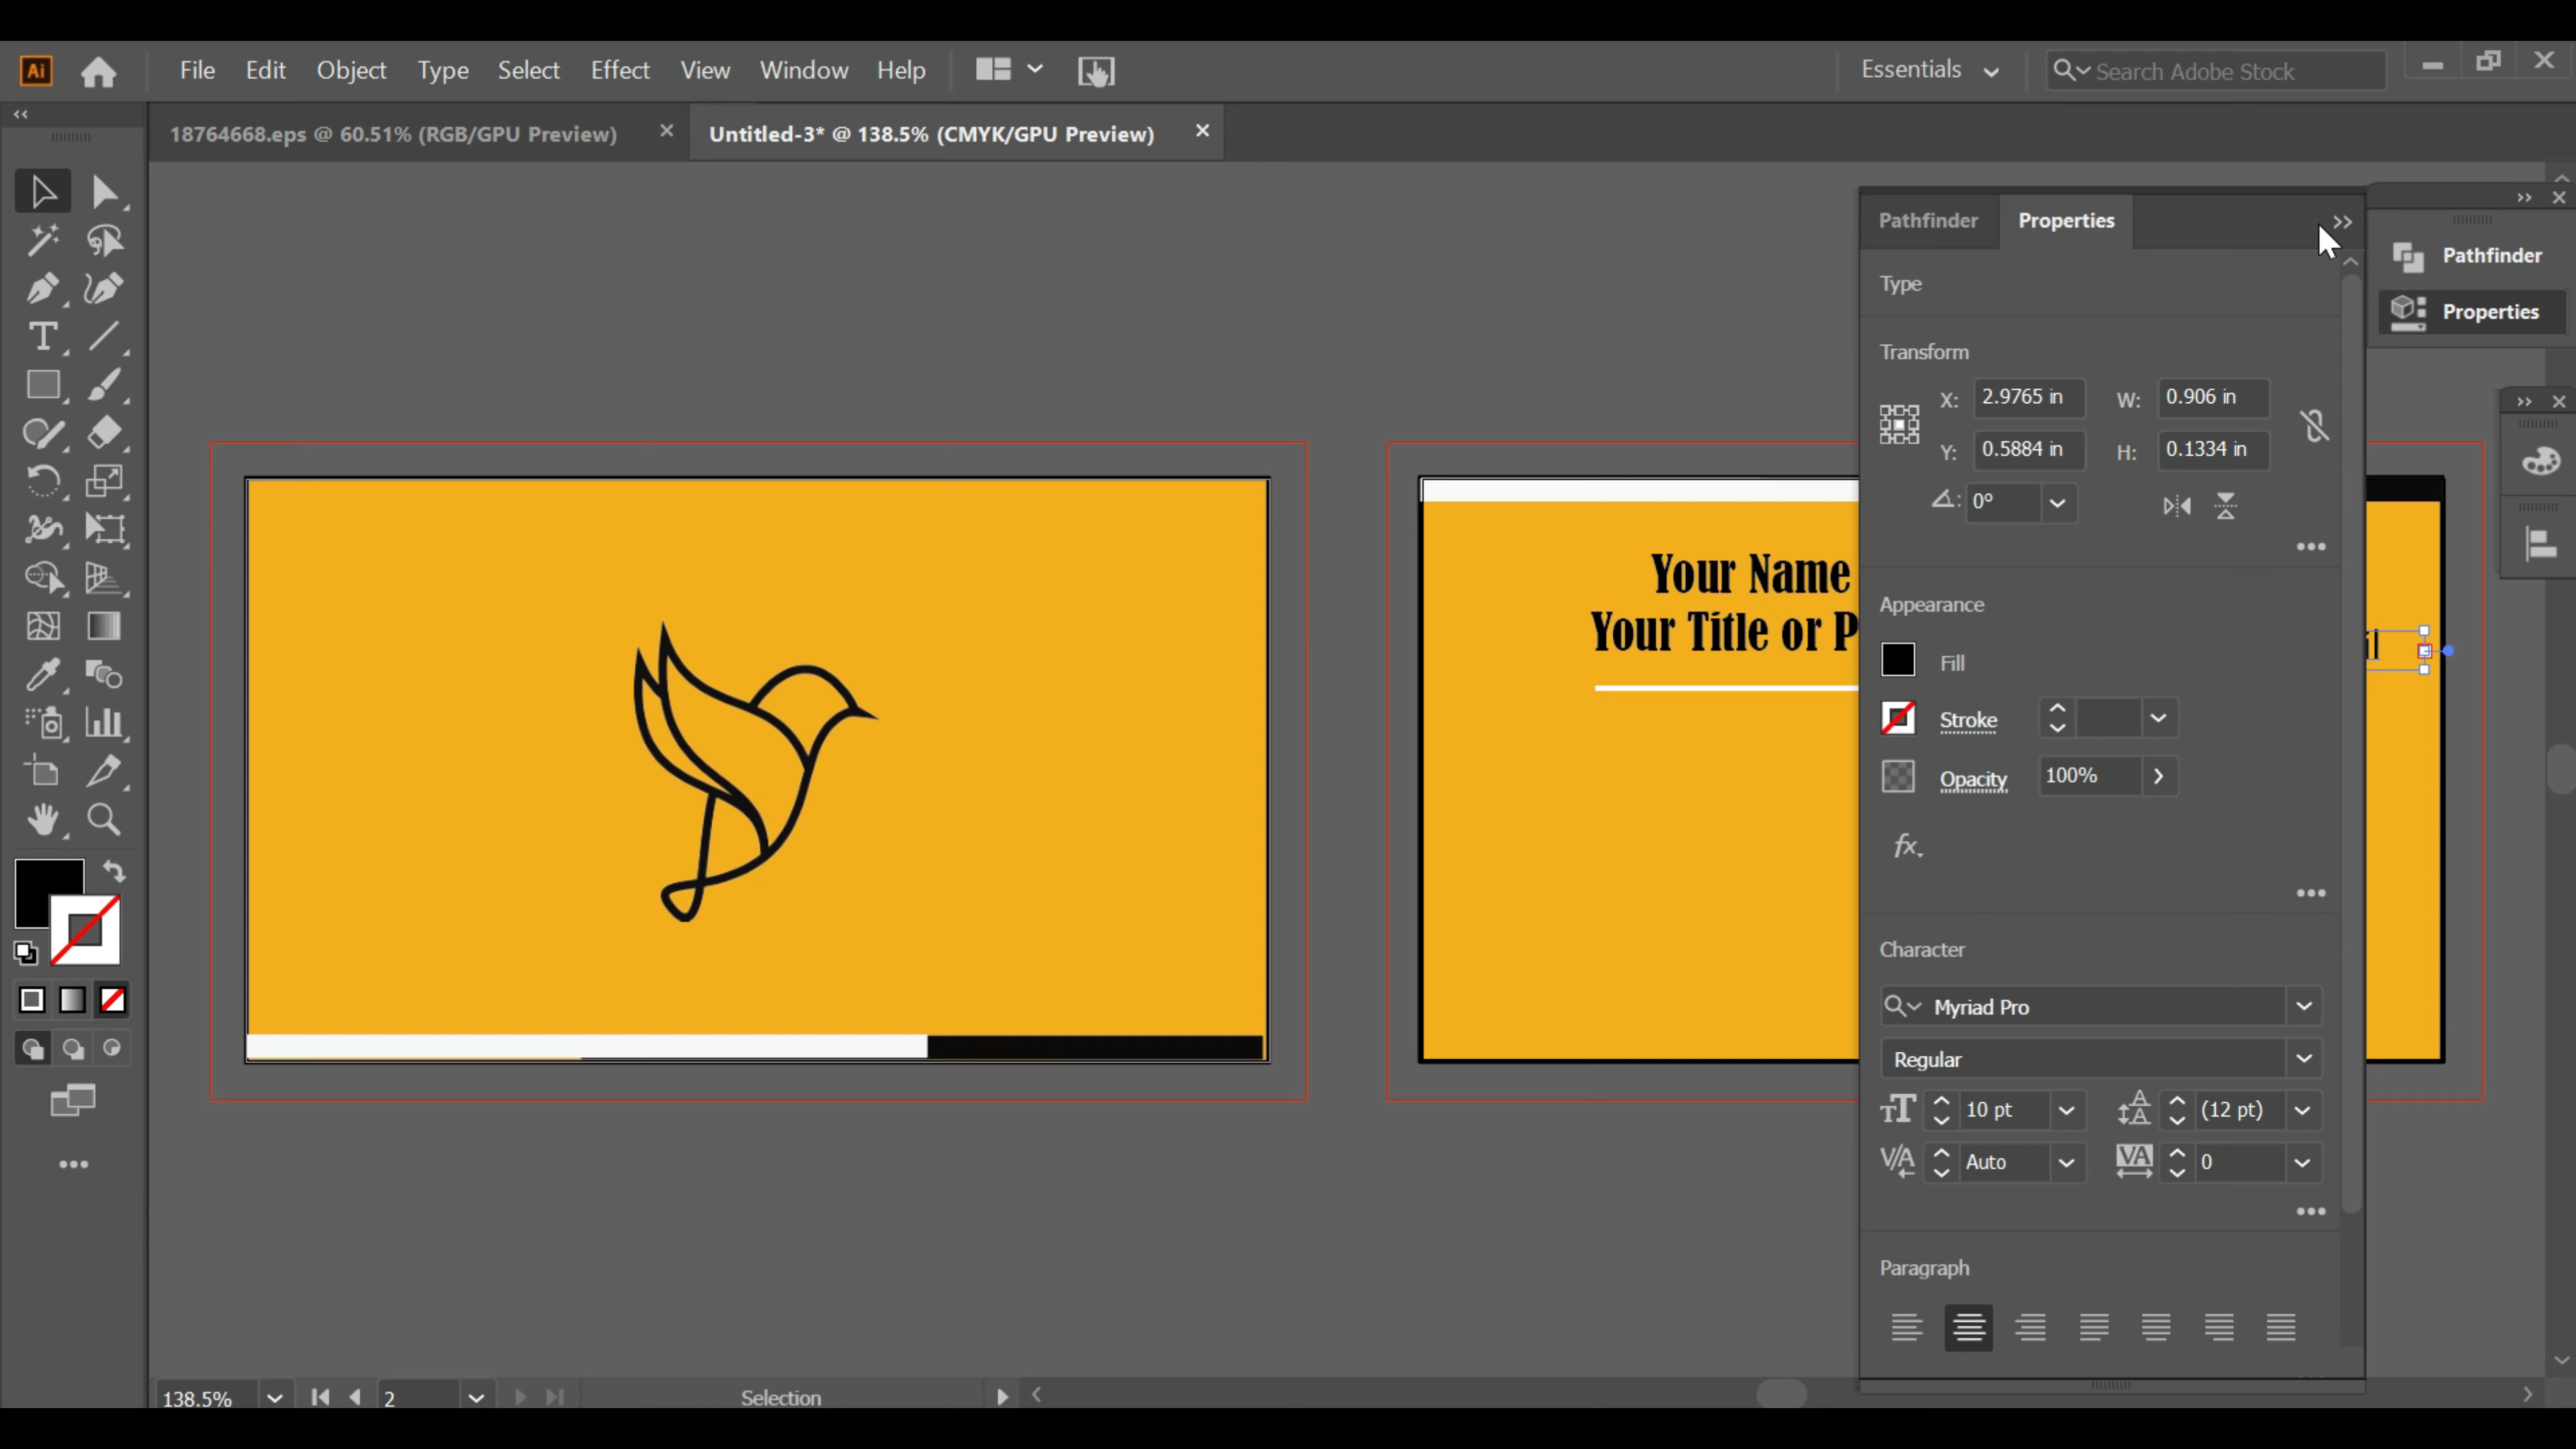 Ai File Edit Object Type Select Effect View Window Help Essentials Search Adobe Stock
18764668.eps @ 60.51% (RGB/GPU Preview) Untitled-3* @ 138.5% (CMYK/GPU Preview)
Pathfinder Properties
Pathfinder
Properties
Type
Transform
X: 2.9765 in W: 0.906 in
Y: 0.5884 in H: 0.1334 in
0°
Your Name
Your Title or P
il
Appearance
Fill
Stroke
Opacity 100%
fx
Character
Myriad Pro
Regular
10 pt (12 pt)
Auto 0
Paragraph
138.5% 2 Selection